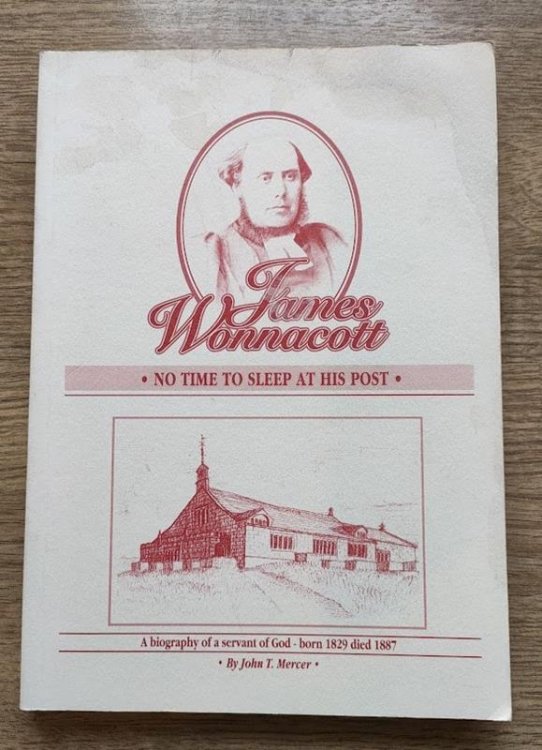 James
Wonnacott
• NO TIME TO SLEEP AT HIS POST •
A biography of a servant of God - born 1829 died 1887
• By John T. Mercer •